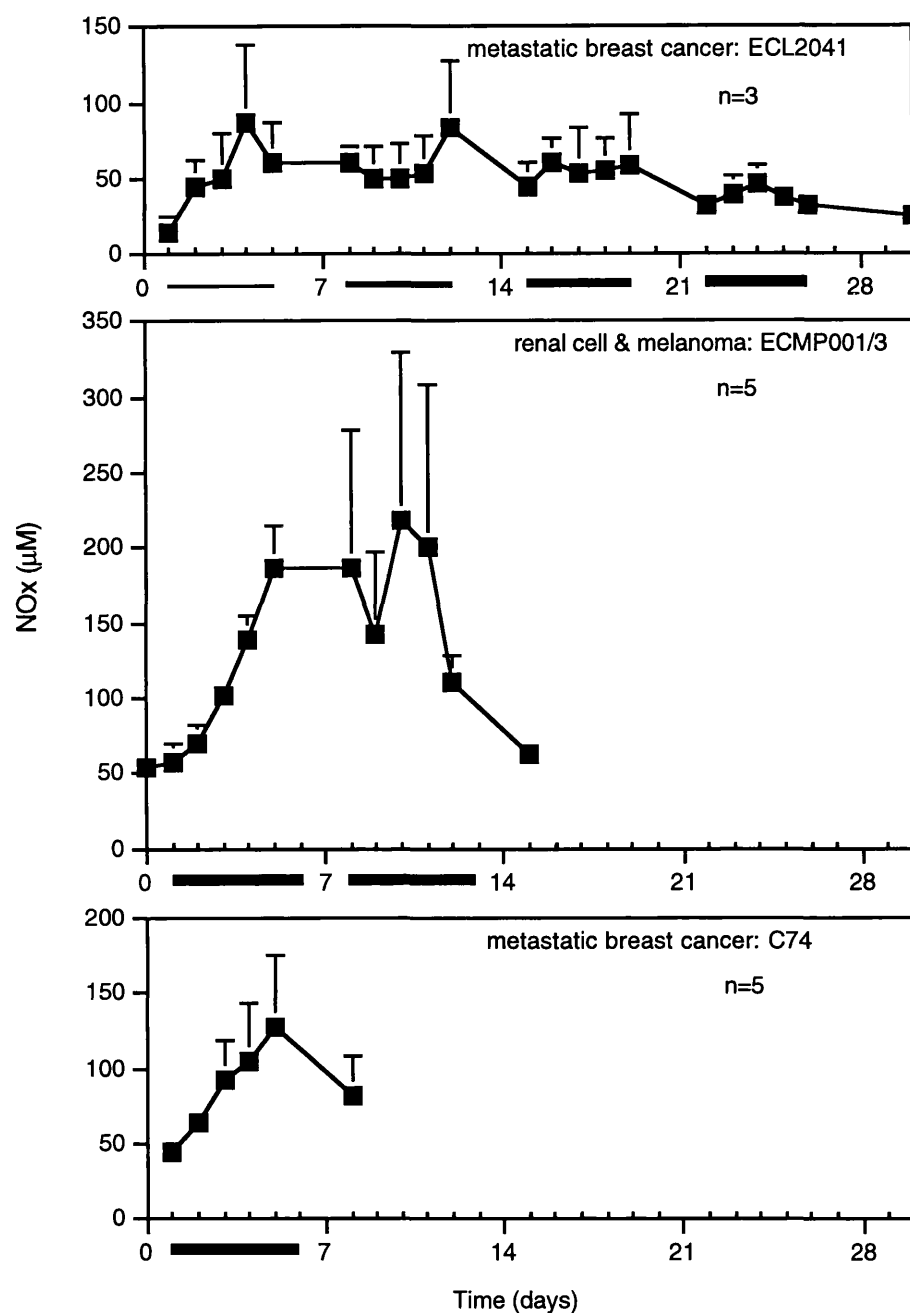 150
metastatic breast cancer: ECL2041
n=3
100
50
0
0 7 14 21 28
350
renal cell & melanoma: ECMP001/3
n=5
300
250
200
150
100
50
0
0 7 14 21 28
NOx (μM)
200
metastatic breast cancer: C74
n=5
150
100
50
0
0 7 14 21 28
Time (days)